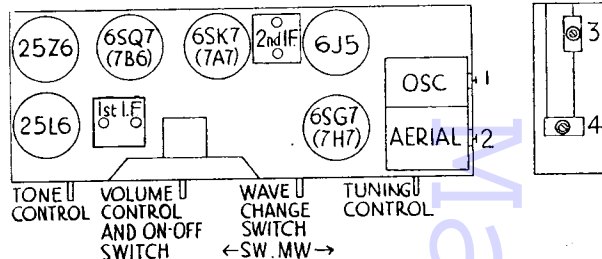 25Z6
6SQ7
(7B6)
6SK7
(7A7)
2nd I.F
6J5
OSC
1
3
25L6
1st I.F
6SG7
(7H7)
AERIAL
2
4
TONE
CONTROL
VOLUME
CONTROL
AND ON-OFF
SWITCH
WAVE
CHANGE
SWITCH
←SW. MW→
TUNING
CONTROL
Ma